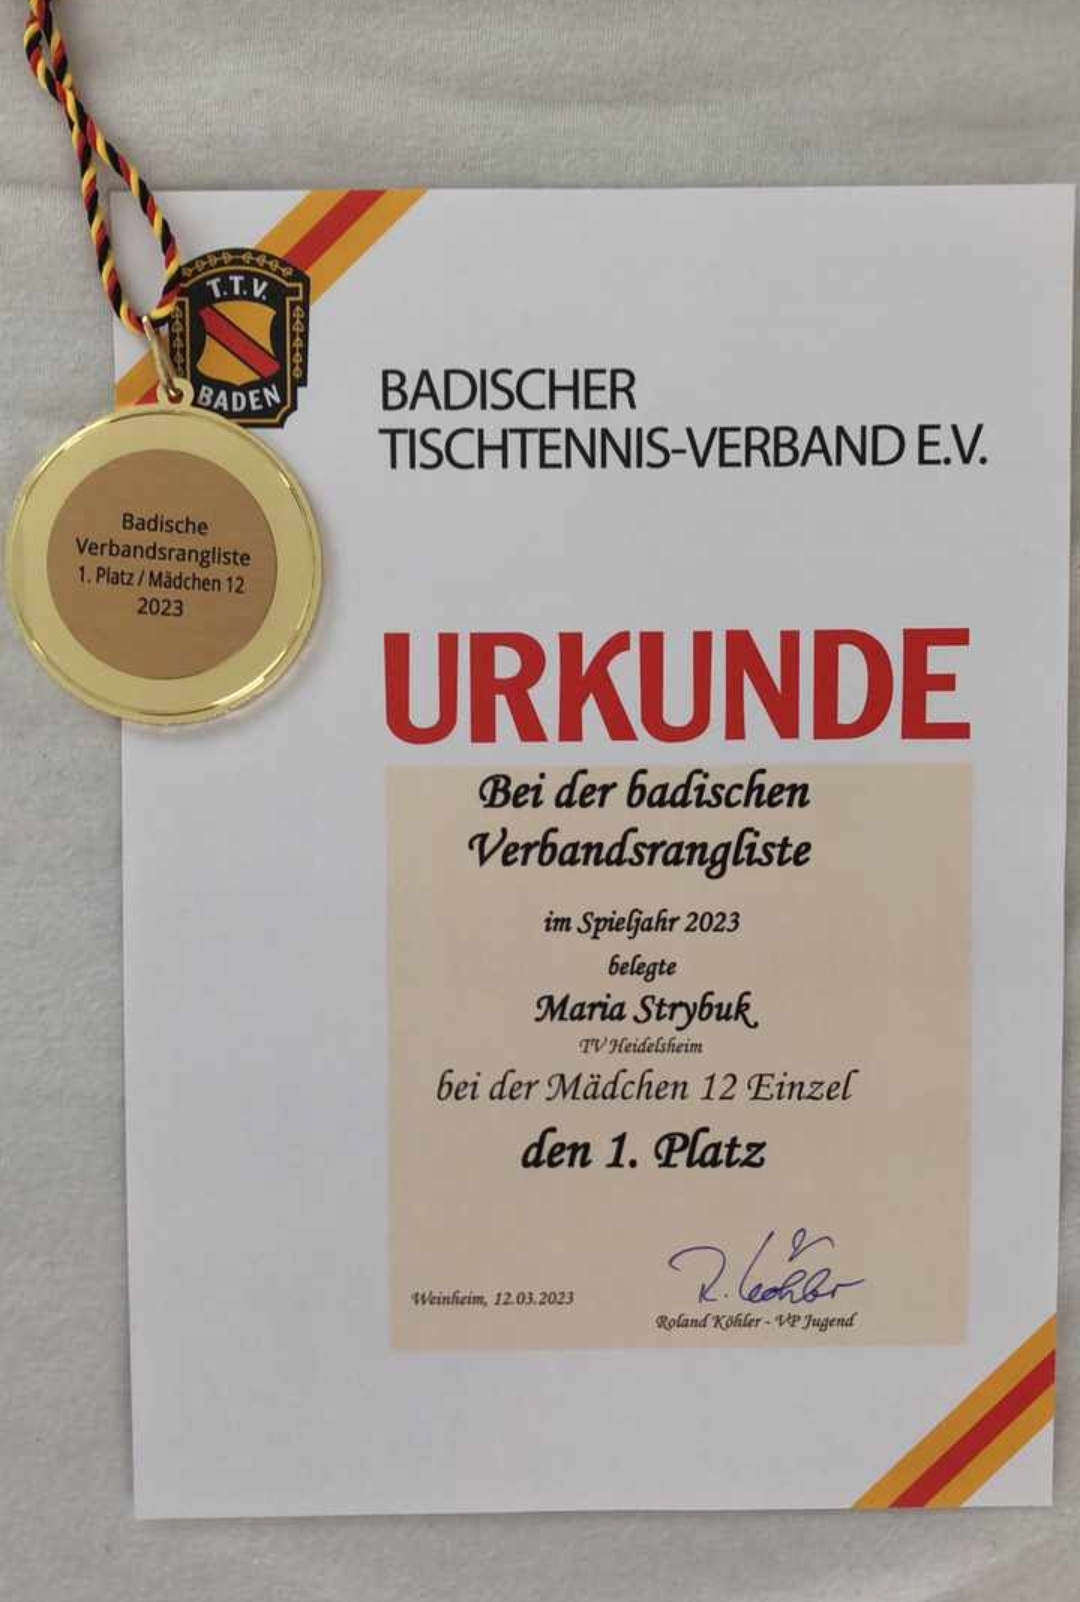 T.T.V.
BADEN
BADISCHER
TISCHTENNIS-VERBAND E.V.
Badische
Verbandsrangliste
1. Platz / Mädchen 12
2023
URKUNDE
Bei der badischen
Verbandsrangliste
im Spieljahr 2023
belegte
Maria Strybuk
TV Heidelsheim
bei der Mädchen 12 Einzel
den 1. Platz
R. Köhler
Weinheim, 12.03.2023
Roland Köhler - VP Jugend